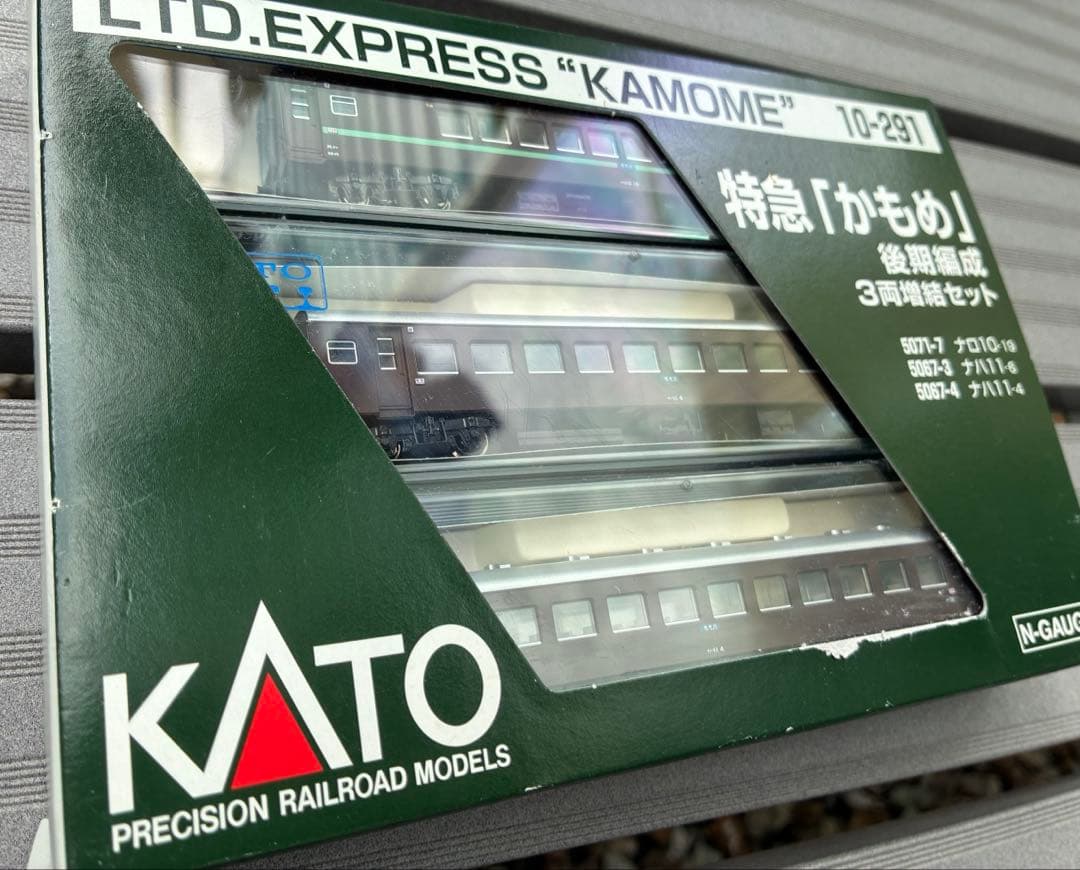 LTD.EXPRESS “KAMOME” 10-291
特急「かもめ」
後期編成
3両増結セット
5071-7 ナロ10-19
5067-3 ナハ11-6
5067-4 ナハ11-4
N-GAUG
KATO
PRECISION RAILROAD MODELS